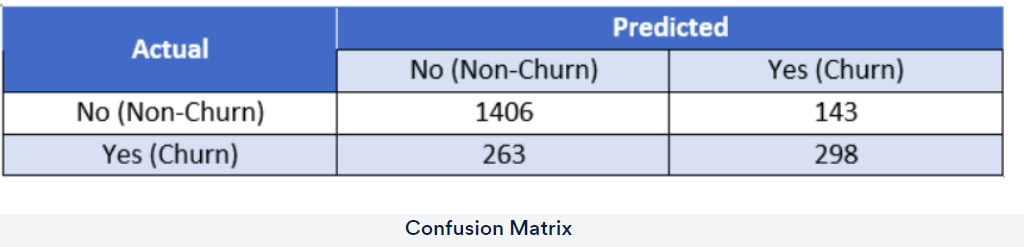 Actual Predicted
No (Non-Churn) Yes (Churn)
No (Non-Churn) 1406 143
Yes (Churn) 263 298
Confusion Matrix